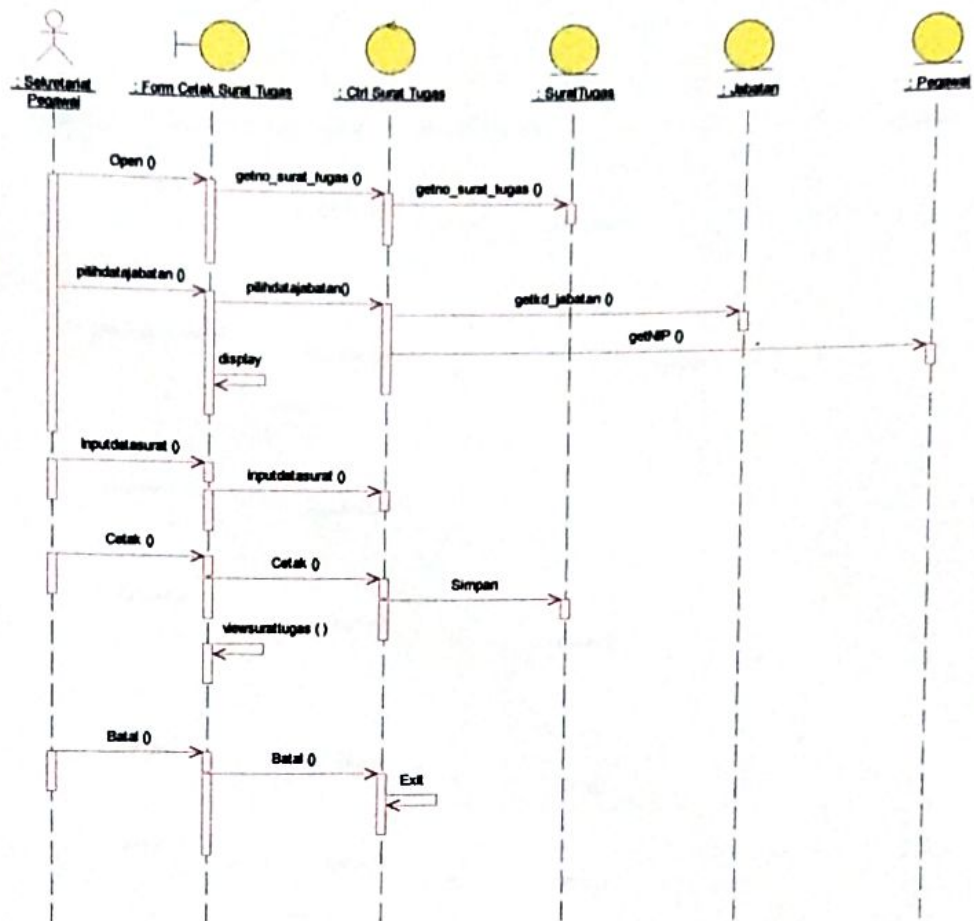 : Sekretariat
Pegawai
: Form Cetak Surat Tugas
: Ctrl Surat Tugas
: SuratTugas
: Jabatan
: Pegawai
Open ()
getno_surat_tugas ()
getno_surat_tugas ()
pilihdatajabatan ()
pilihdatajabatan()
getkd_jabatan ()
getNIP ()
display
inputdatasurat ()
inputdatasurat ()
Cetak ()
Cetak ()
Simpan
viewsurattugas ( )
Batal ()
Batal ()
Exit